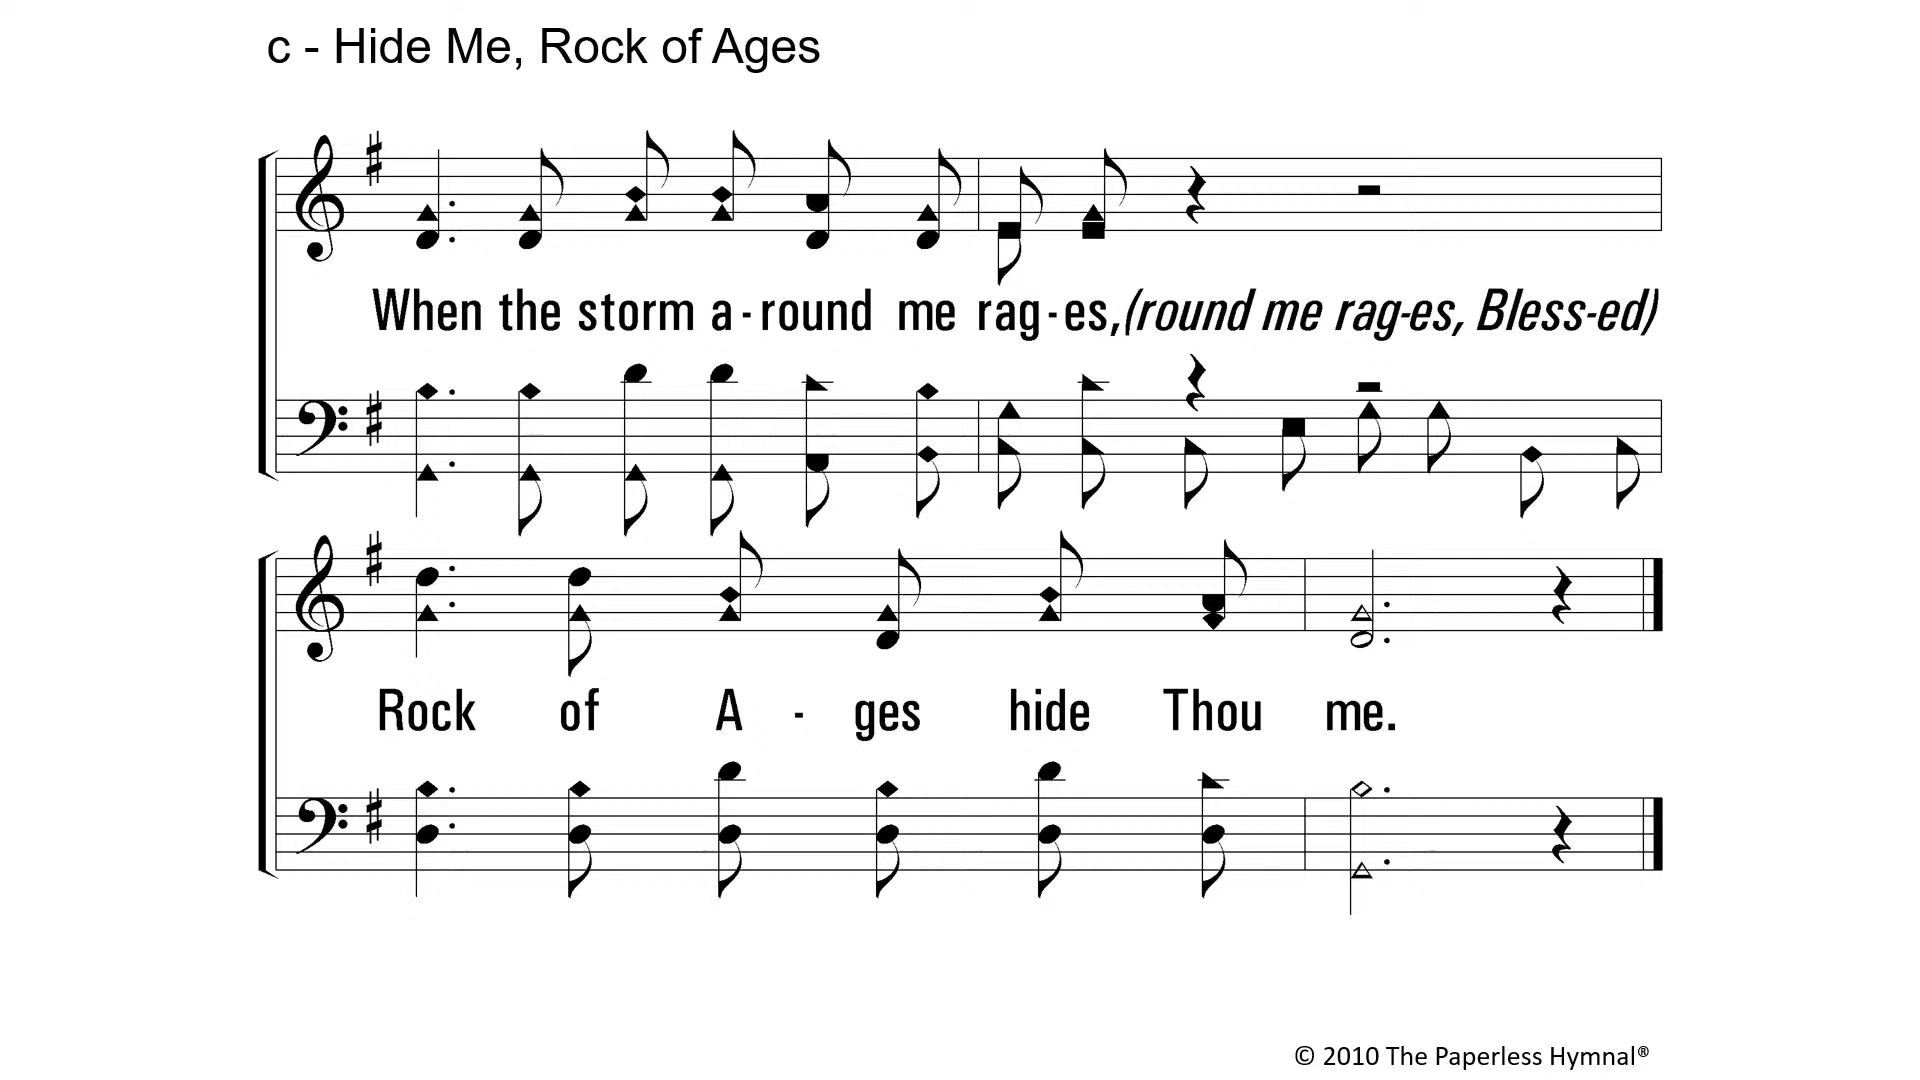 c - Hide Me, Rock of Ages
When the storm a-round me rag-es,(round me rag-es, Bless-ed)
Rock of A - ges hide Thou me.
© 2010 The Paperless Hymnal®